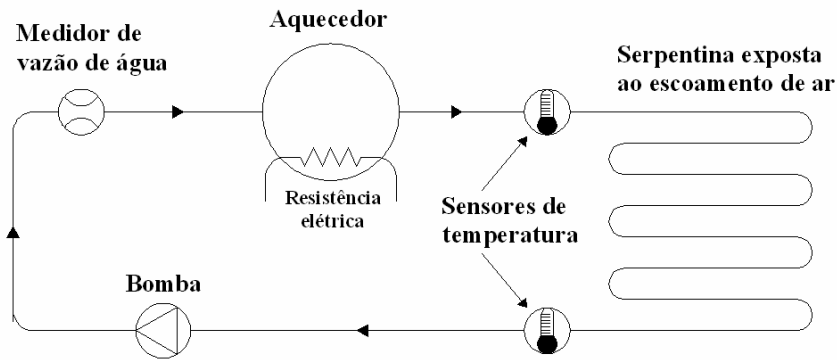 Aquecedor
Medidor de
vazão de água
Serpentina exposta
ao escoamento de ar
Resistência
elétrica
Sensores de
temperatura
Bomba